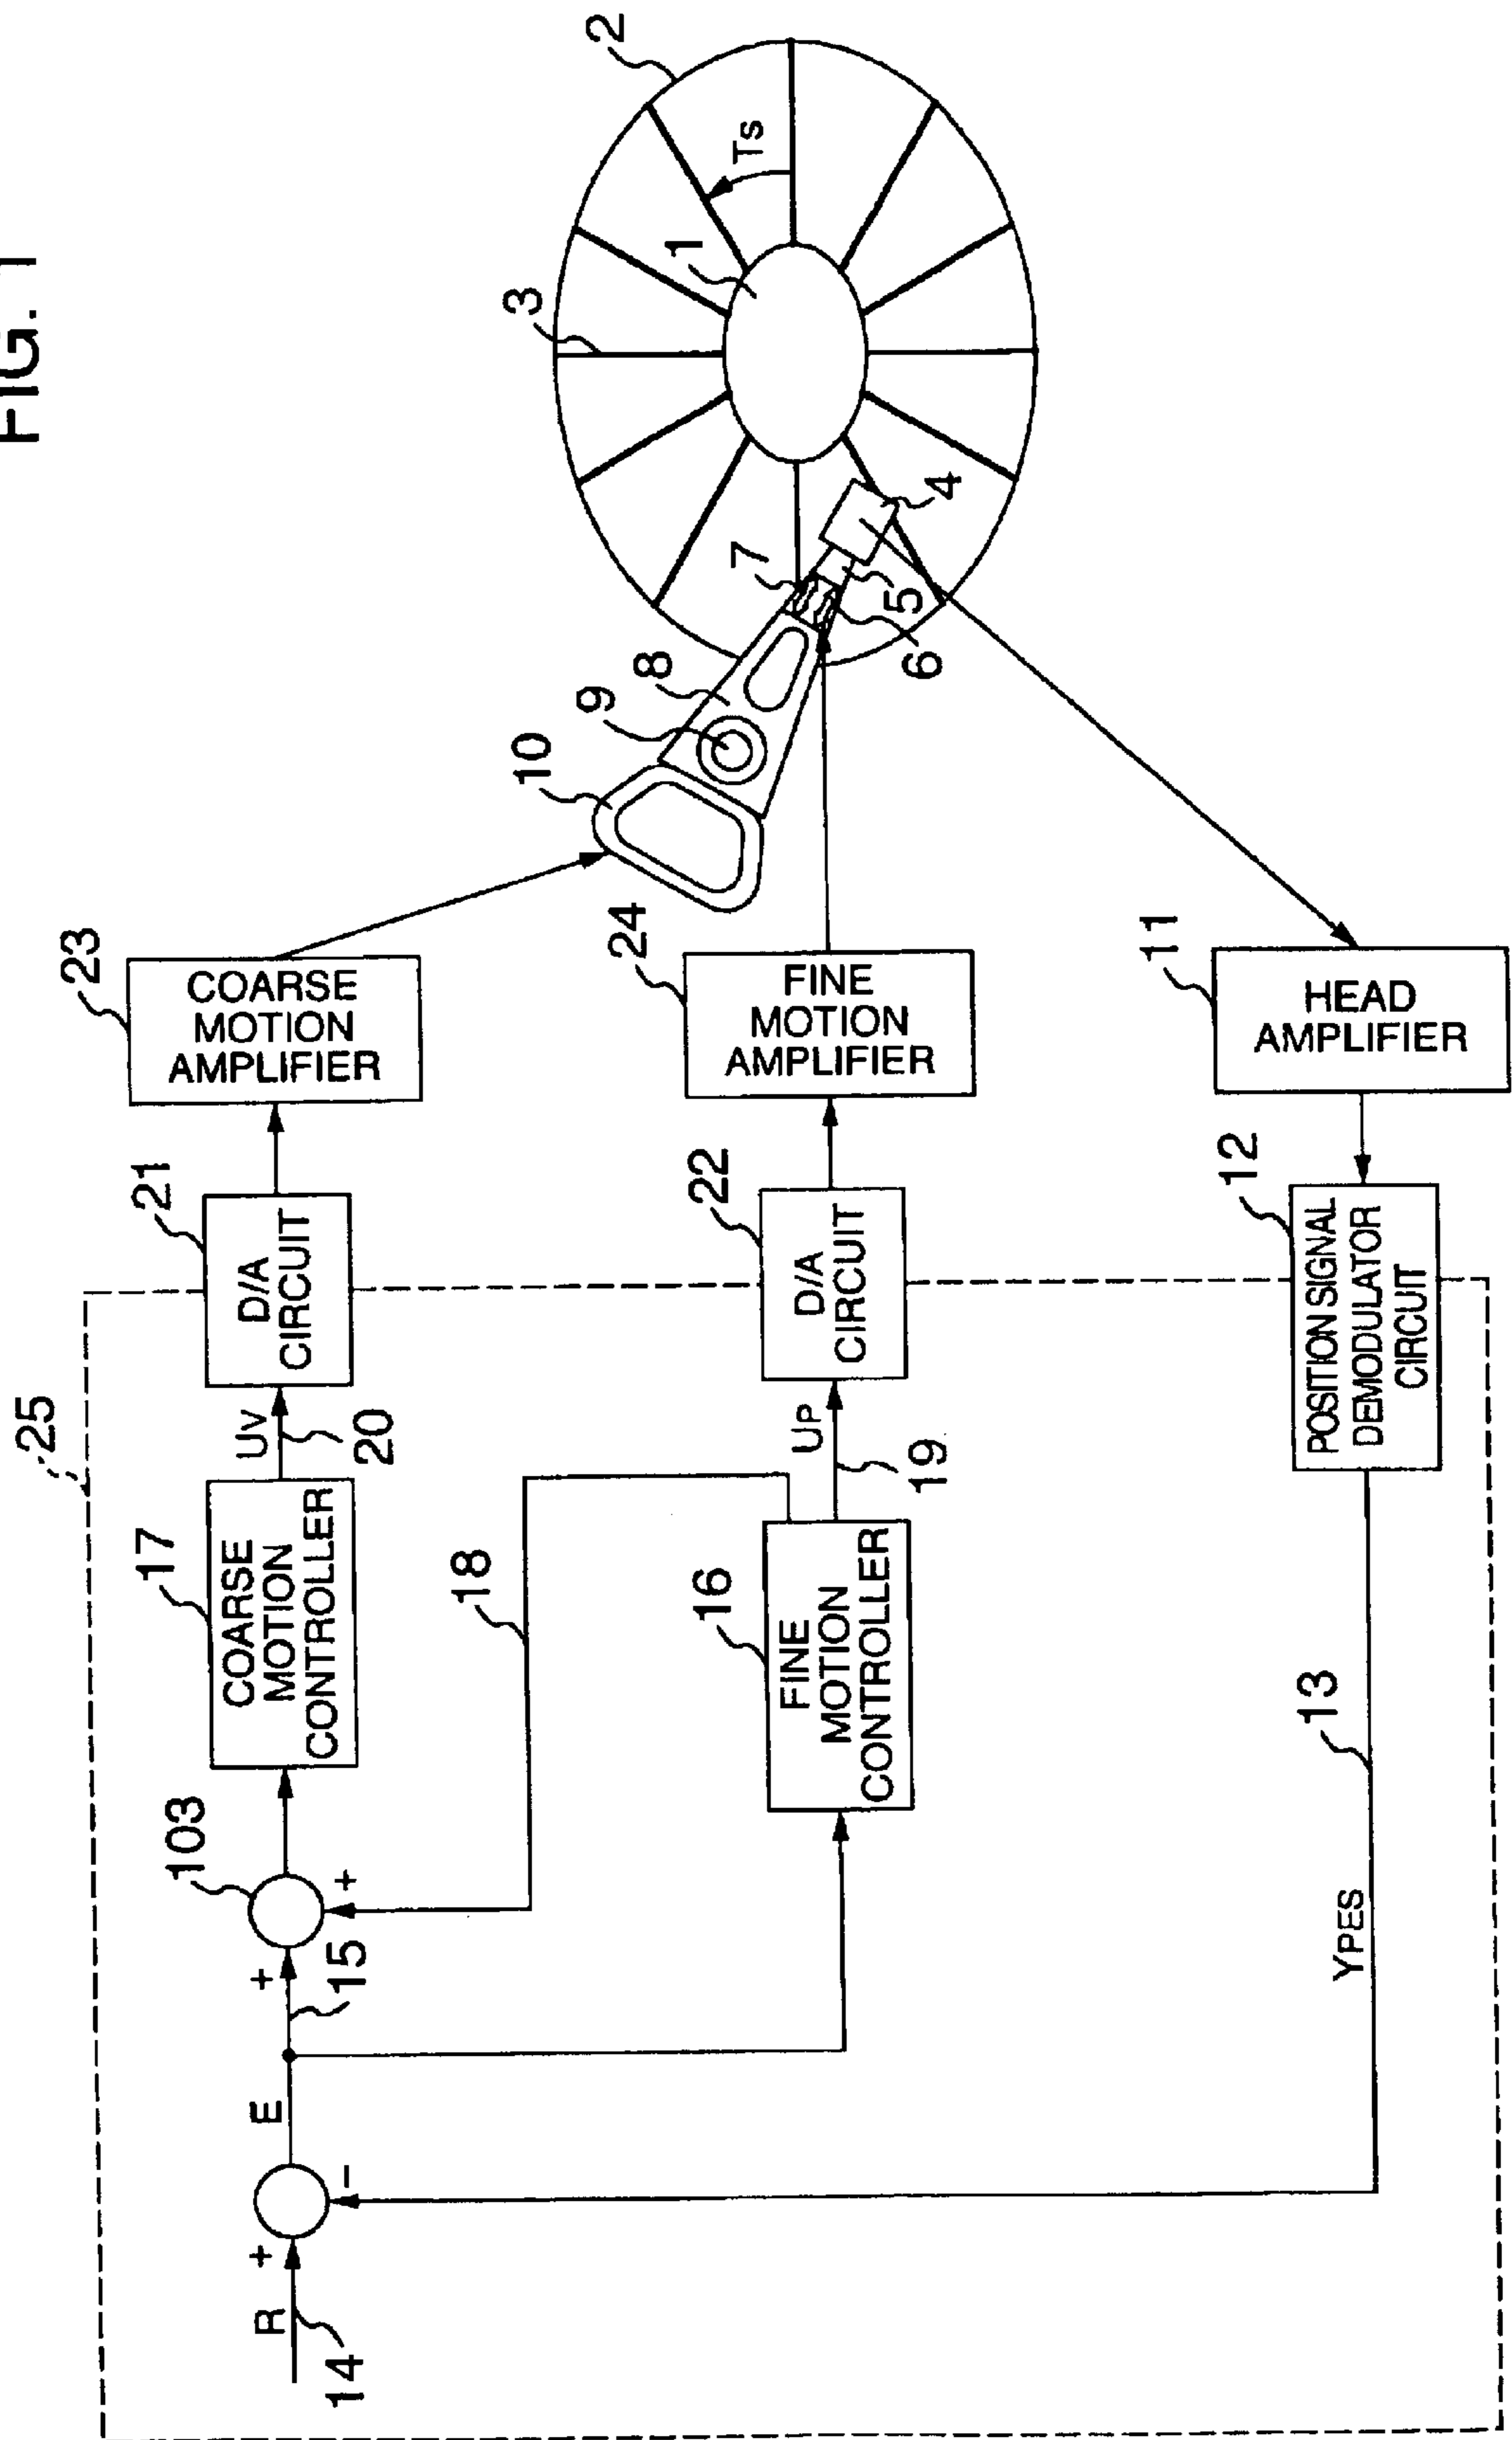 FIG. 1
25
23
COARSE
MOTION
AMPLIFIER
21
D/A
CIRCUIT
UV
20
17
COARSE
MOTION
CONTROLLER
103
+
+
15
E
+
-
R
14
18
24
FINE
MOTION
AMPLIFIER
22
D/A
CIRCUIT
UP
19
16
FINE
MOTION
CONTROLLER
11
HEAD
AMPLIFIER
12
POSITION SIGNAL
DEMODULATOR
CIRCUIT
13
YPES
10
9
8
7
6
5
4
3
1
2
Ts